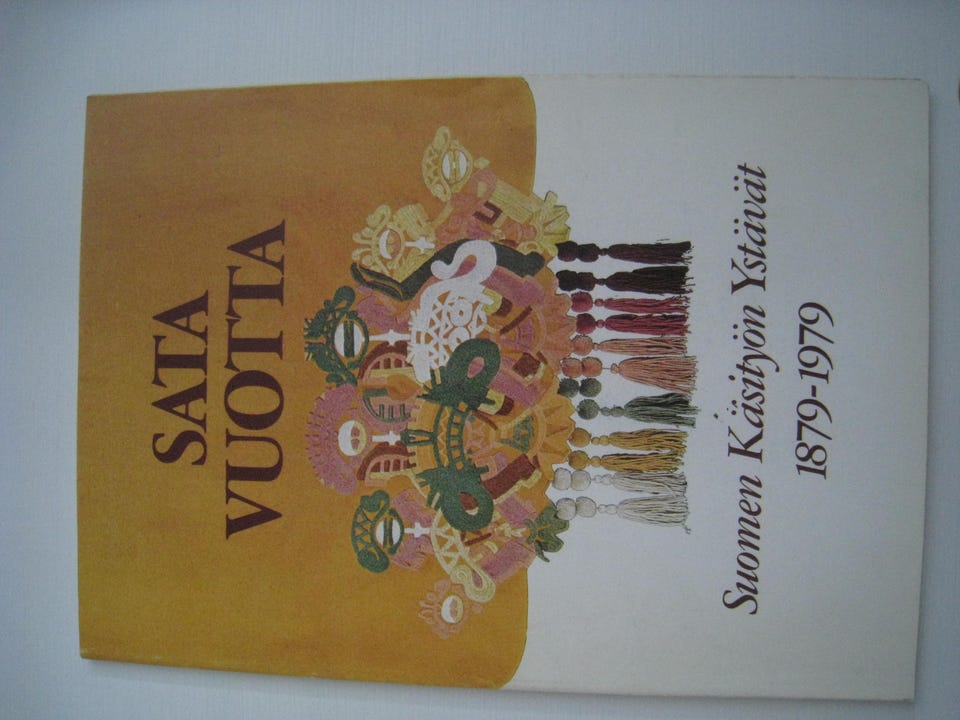 SATA
VUOTTA
Suomen Käsityön Ystävät
1879-1979